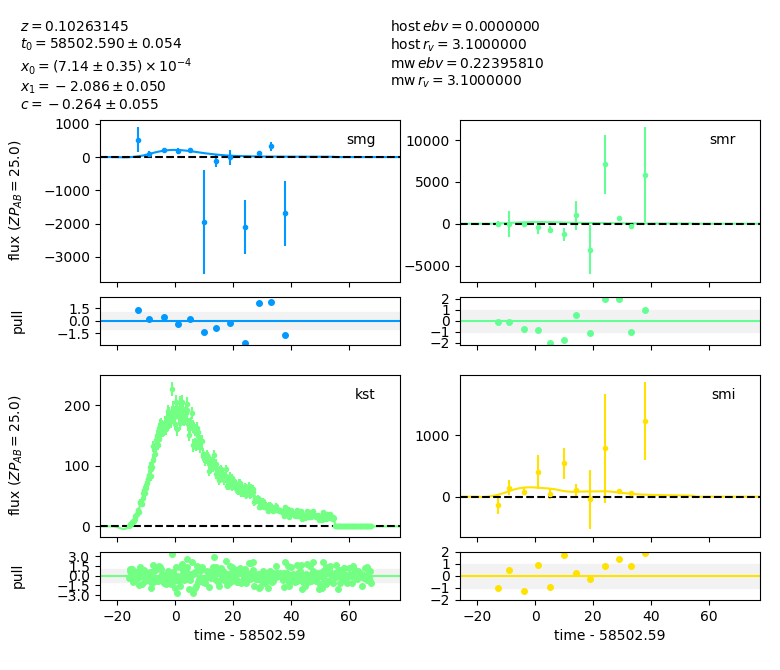 z = 0.10263145
t₀ = 58502.590 ± 0.054
x₀ = (7.14 ± 0.35) × 10⁻⁴
x₁ = −2.086 ± 0.050
c = −0.264 ± 0.055
host ebv = 0.0000000
host r_v = 3.1000000
mw ebv = 0.22395810
mw r_v = 3.1000000
smg
1000
0
−1000
−2000
−3000
flux (ZP_AB = 25.0)
smr
10000
5000
0
−5000
1.5
0.0
−1.5
pull
2
1
0
−1
−2
kst
200
100
0
flux (ZP_AB = 25.0)
smi
1000
0
3.0
1.5
0.0
−1.5
−3.0
pull
−20 0 20 40 60
time - 58502.59
2
1
0
−1
−2
−20 0 20 40 60
time - 58502.59